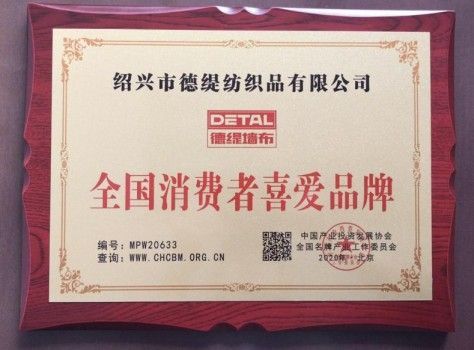 绍兴市德缇纺织品有限公司
DETAL
德缇墙布
全国消费者喜爱品牌
编号：MPW20633
查询：WWW.CHCBM.ORG.CN
中国产业投资发展协会
全国名牌产业工作委员会
2020年·北京